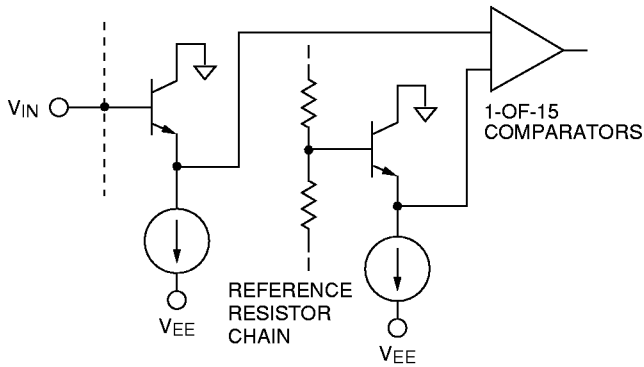 VIN
1-OF-15
COMPARATORS
REFERENCE
RESISTOR
CHAIN
VEE
VEE